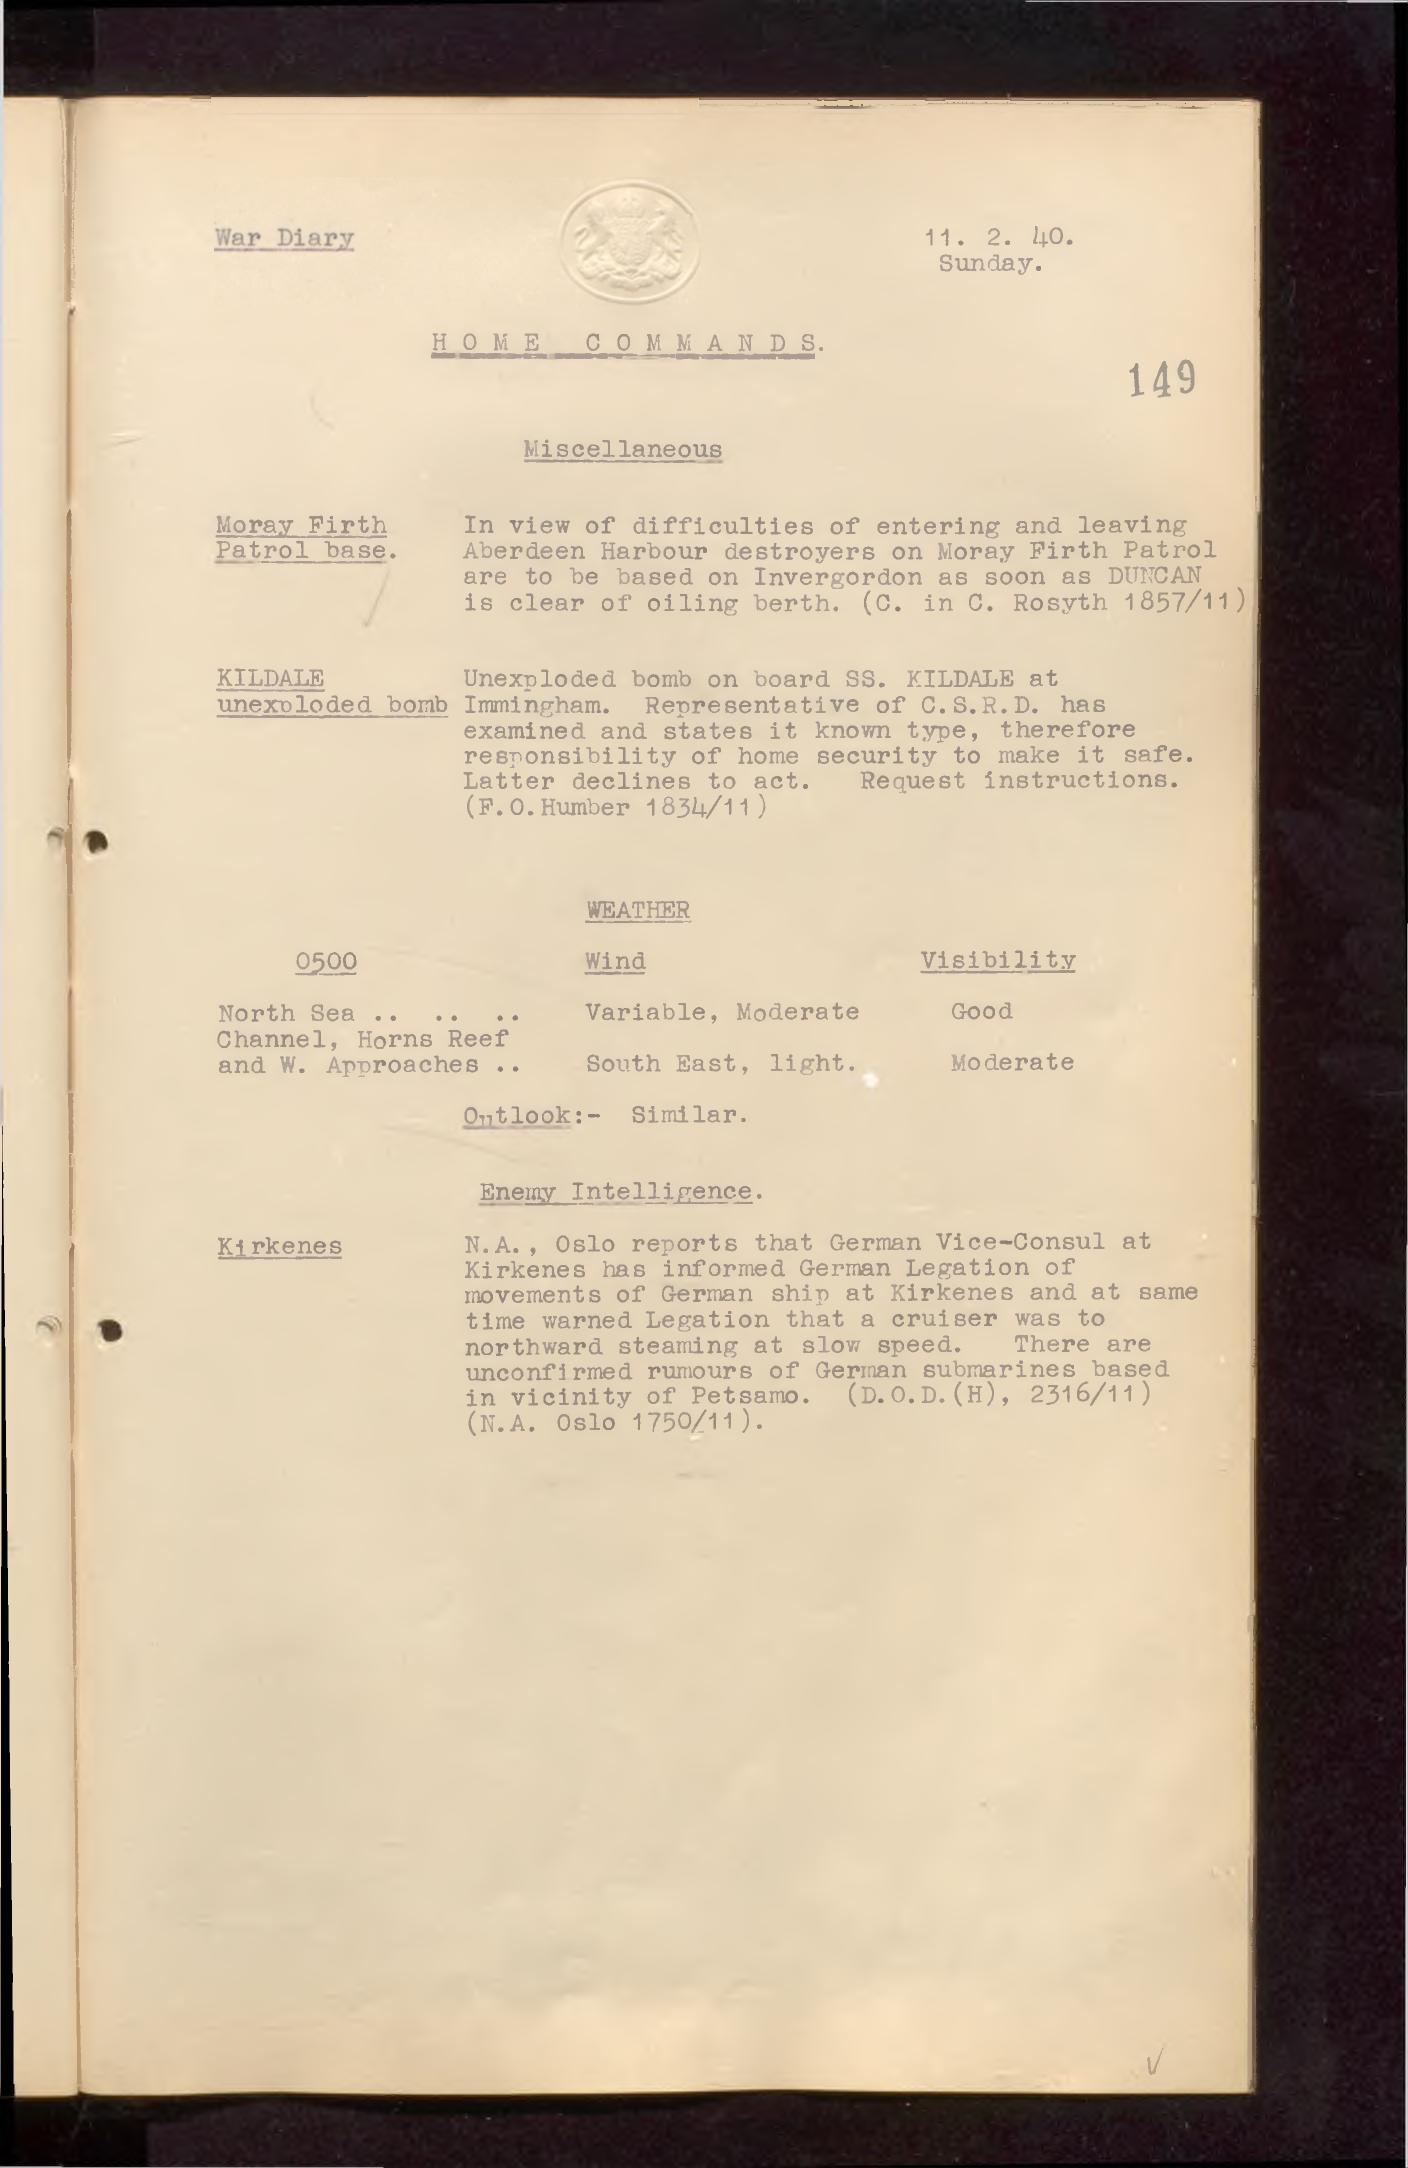 War Diary
11. 2. 40.
Sunday.
HOME COMMANDS.
149
Miscellaneous
Moray Firth
Patrol base.
In view of difficulties of entering and leaving
Aberdeen Harbour destroyers on Moray Firth Patrol
are to be based on Invergordon as soon as DUNCAN
is clear of oiling berth. (C. in C. Rosyth 1857/11)
KILDALE
unexploded bomb
Unexploded bomb on board SS. KILDALE at
Immingham. Representative of C.S.R.D. has
examined and states it known type, therefore
responsibility of home security to make it safe.
Latter declines to act. Request instructions.
(F.O.Humber 1834/11)
WEATHER
0500 Wind Visibility
North Sea .. .. .. Variable, Moderate Good
Channel, Horns Reef
and W. Approaches .. South East, light. Moderate
Outlook:- Similar.
Enemy Intelligence.
Kirkenes
N.A., Oslo reports that German Vice-Consul at
Kirkenes has informed German Legation of
movements of German ship at Kirkenes and at same
time warned Legation that a cruiser was to
northward steaming at slow speed. There are
unconfirmed rumours of German submarines based
in vicinity of Petsamo. (D.O.D.(H), 2316/11)
(N.A. Oslo 1750/11).